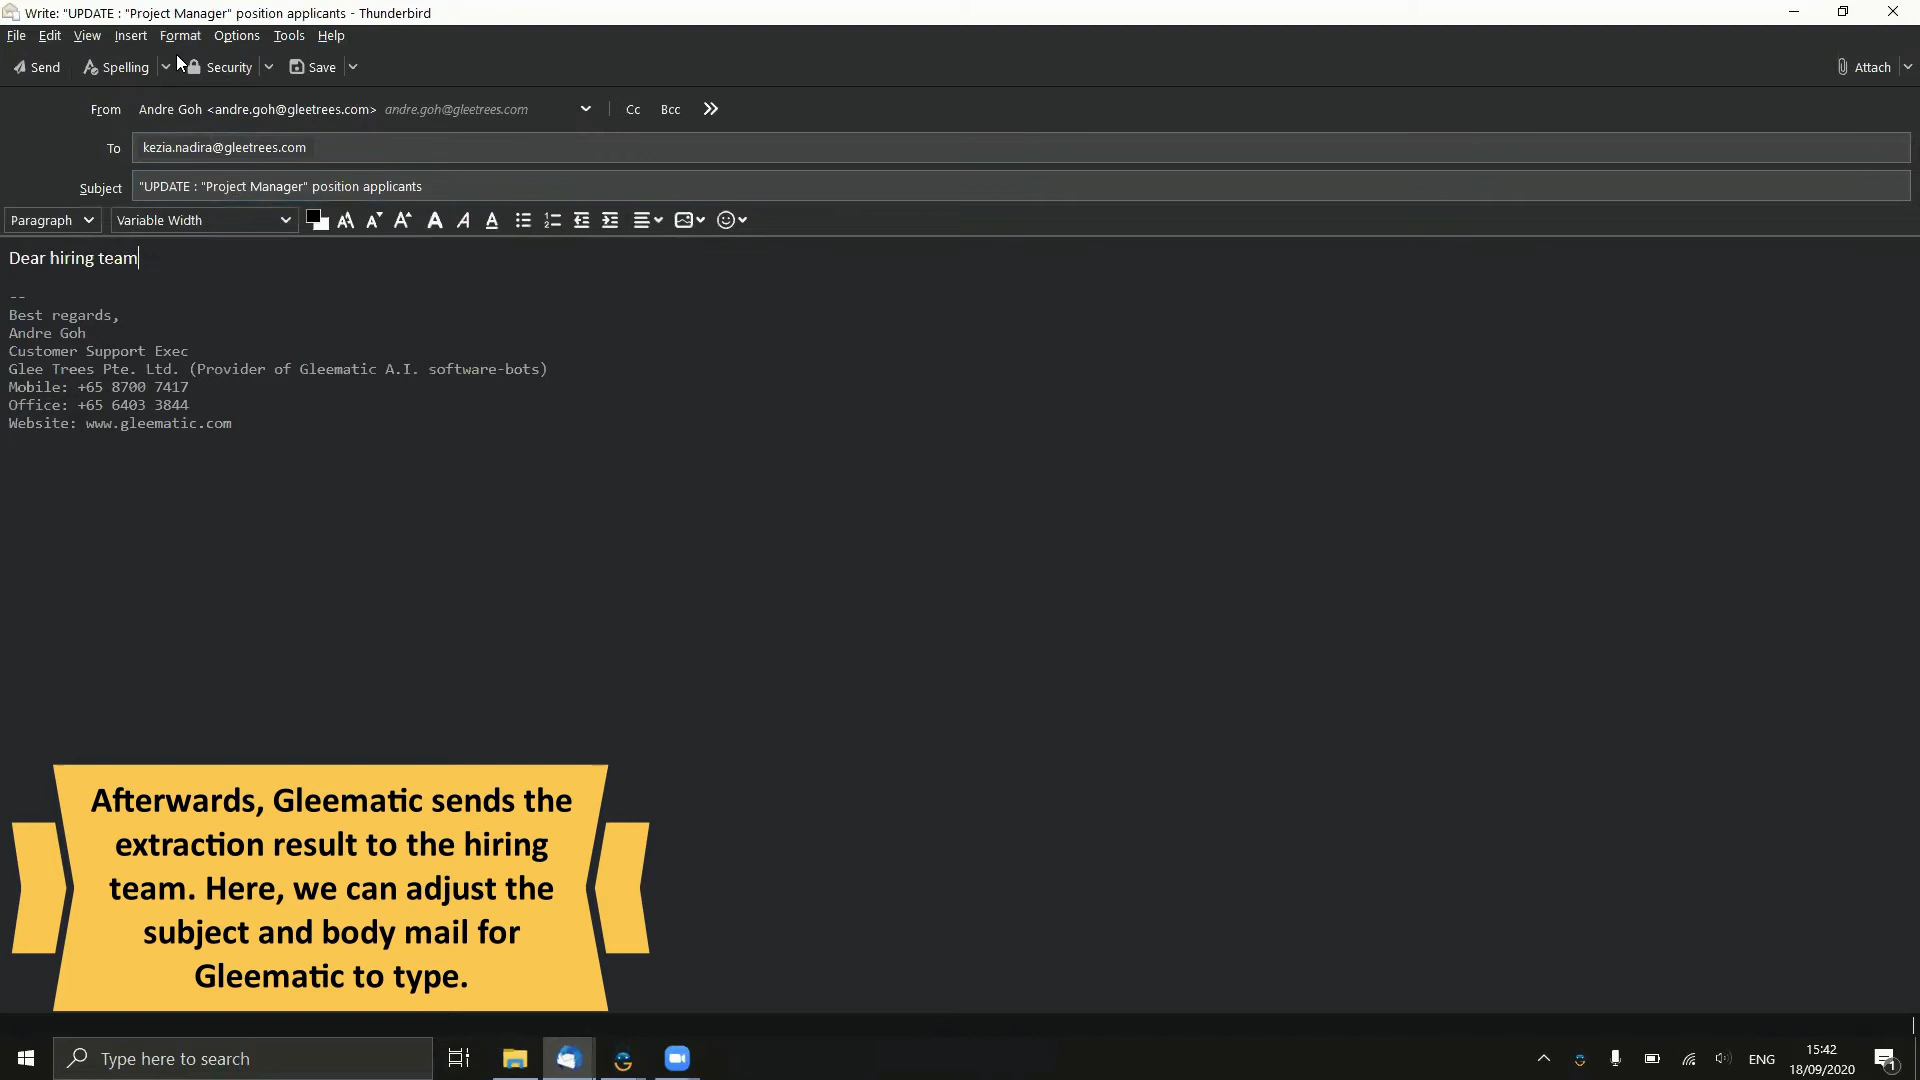 Write: "UPDATE : "Project Manager" position applicants - Thunderbird
File Edit View Insert Format Options Tools Help
Send Spelling Security Save Attach
From Andre Goh <andre.goh@gleetrees.com> andre.goh@gleetrees.com Cc Bcc
To kezia.nadira@gleetrees.com
Subject "UPDATE : "Project Manager" position applicants
Paragraph Variable Width
Dear hiring team
--
Best regards,
Andre Goh
Customer Support Exec
Glee Trees Pte. Ltd. (Provider of Gleematic A.I. software-bots)
Mobile: +65 8700 7417
Office: +65 6403 3844
Website: www.gleematic.com
Afterwards, Gleematic sends the
extraction result to the hiring
team. Here, we can adjust the
subject and body mail for
Gleematic to type.
Type here to search
ENG
15:42
18/09/2020
1